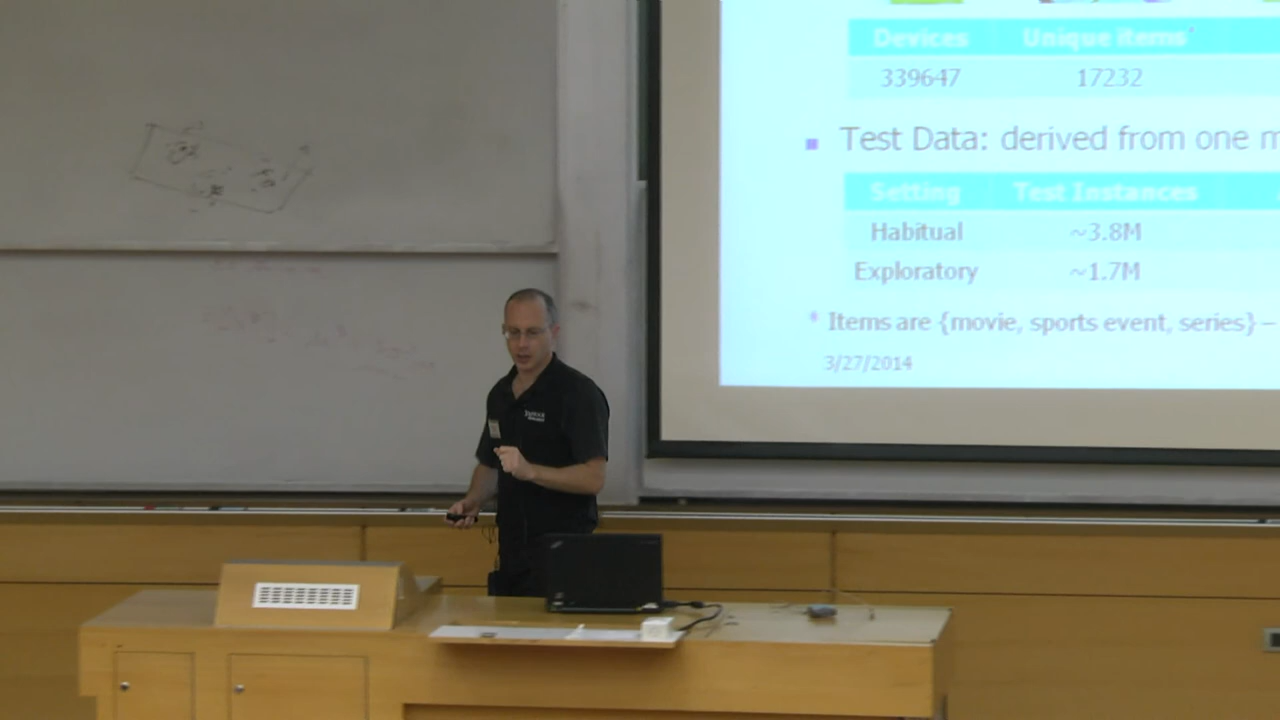 Devices Unique items*
339647 17232
Test Data: derived from one
Setting Test Instances
Habitual ~3.8M
Exploratory ~1.7M
* Items are {movie, sports event, series} –
3/27/2014